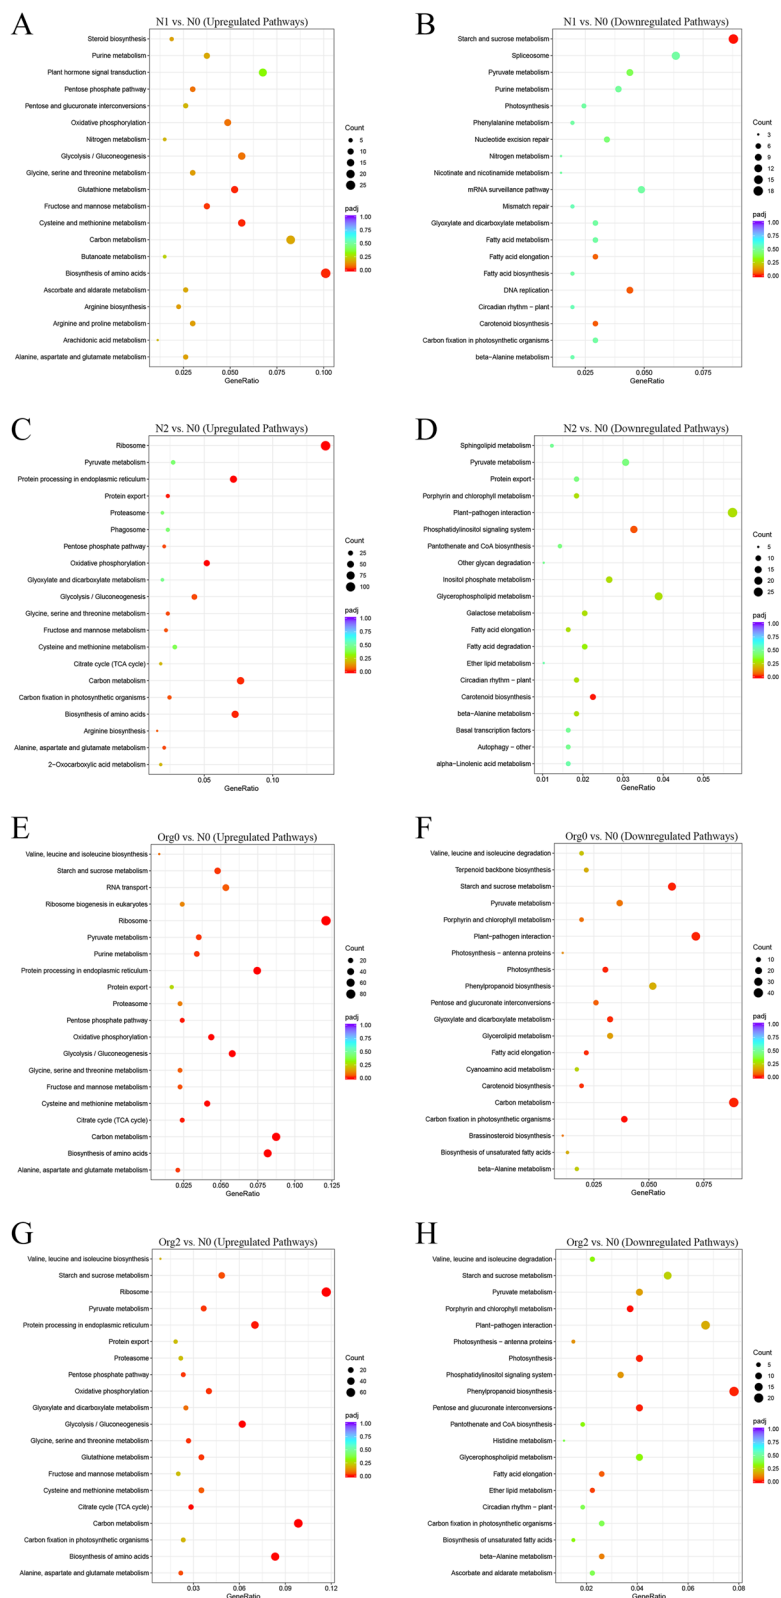 A
N1 vs. N0 (Upregulated Pathways)
Steroid biosynthesis
Purine metabolism
Plant hormone signal transduction
Pentose phosphate pathway
Pentose and glucuronate interconversions
Oxidative phosphorylation
Nitrogen metabolism
Glycolysis / Gluconeogenesis
Glycine, serine and threonine metabolism
Glutathione metabolism
Fructose and mannose metabolism
Cysteine and methionine metabolism
Carbon metabolism
Butanoate metabolism
Biosynthesis of amino acids
Ascorbate and aldarate metabolism
Arginine biosynthesis
Arginine and proline metabolism
Arachidonic acid metabolism
Alanine, aspartate and glutamate metabolism
0.025 0.050 0.075 0.100
GeneRatio
Count
5
10
15
20
25
padj
1.00
0.75
0.50
0.25
0.00
B
N1 vs. N0 (Downregulated Pathways)
Starch and sucrose metabolism
Spliceosome
Pyruvate metabolism
Purine metabolism
Photosynthesis
Phenylalanine metabolism
Nucleotide excision repair
Nitrogen metabolism
Nicotinate and nicotinamide metabolism
mRNA surveillance pathway
Mismatch repair
Glyoxylate and dicarboxylate metabolism
Fatty acid metabolism
Fatty acid elongation
Fatty acid biosynthesis
DNA replication
Circadian rhythm − plant
Carotenoid biosynthesis
Carbon fixation in photosynthetic organisms
beta−Alanine metabolism
0.025 0.050 0.075
GeneRatio
Count
3
6
9
12
15
18
padj
1.00
0.75
0.50
0.25
0.00
C
N2 vs. N0 (Upregulated Pathways)
Ribosome
Pyruvate metabolism
Protein processing in endoplasmic reticulum
Protein export
Proteasome
Phagosome
Pentose phosphate pathway
Oxidative phosphorylation
Glyoxylate and dicarboxylate metabolism
Glycolysis / Gluconeogenesis
Glycine, serine and threonine metabolism
Fructose and mannose metabolism
Cysteine and methionine metabolism
Citrate cycle (TCA cycle)
Carbon metabolism
Carbon fixation in photosynthetic organisms
Biosynthesis of amino acids
Arginine biosynthesis
Alanine, aspartate and glutamate metabolism
2−Oxocarboxylic acid metabolism
0.05 0.10
GeneRatio
Count
25
50
75
100
padj
1.00
0.75
0.50
0.25
0.00
D
N2 vs. N0 (Downregulated Pathways)
Sphingolipid metabolism
Pyruvate metabolism
Protein export
Porphyrin and chlorophyll metabolism
Plant−pathogen interaction
Phosphatidylinositol signaling system
Pantothenate and CoA biosynthesis
Other glycan degradation
Inositol phosphate metabolism
Glycerophospholipid metabolism
Galactose metabolism
Fatty acid elongation
Fatty acid degradation
Ether lipid metabolism
Circadian rhythm − plant
Carotenoid biosynthesis
beta−Alanine metabolism
Basal transcription factors
Autophagy − other
alpha−Linolenic acid metabolism
0.01 0.02 0.03 0.04 0.05
GeneRatio
Count
5
10
15
20
25
padj
1.00
0.75
0.50
0.25
0.00
E
Org0 vs. N0 (Upregulated Pathways)
Valine, leucine and isoleucine biosynthesis
Starch and sucrose metabolism
RNA transport
Ribosome biogenesis in eukaryotes
Ribosome
Pyruvate metabolism
Purine metabolism
Protein processing in endoplasmic reticulum
Protein export
Proteasome
Pentose phosphate pathway
Oxidative phosphorylation
Glycolysis / Gluconeogenesis
Glycine, serine and threonine metabolism
Fructose and mannose metabolism
Cysteine and methionine metabolism
Citrate cycle (TCA cycle)
Carbon metabolism
Biosynthesis of amino acids
Alanine, aspartate and glutamate metabolism
0.025 0.050 0.075 0.100 0.125
GeneRatio
Count
20
40
60
80
padj
1.00
0.75
0.50
0.25
0.00
F
Org0 vs. N0 (Downregulated Pathways)
Valine, leucine and isoleucine degradation
Terpenoid backbone biosynthesis
Starch and sucrose metabolism
Pyruvate metabolism
Porphyrin and chlorophyll metabolism
Plant−pathogen interaction
Photosynthesis − antenna proteins
Photosynthesis
Phenylpropanoid biosynthesis
Pentose and glucuronate interconversions
Glyoxylate and dicarboxylate metabolism
Glycerolipid metabolism
Fatty acid elongation
Cyanoamino acid metabolism
Carotenoid biosynthesis
Carbon metabolism
Carbon fixation in photosynthetic organisms
Brassinosteroid biosynthesis
Biosynthesis of unsaturated fatty acids
beta−Alanine metabolism
0.025 0.050 0.075
GeneRatio
Count
10
20
30
40
padj
1.00
0.75
0.50
0.25
0.00
G
Org2 vs. N0 (Upregulated Pathways)
Valine, leucine and isoleucine biosynthesis
Starch and sucrose metabolism
Ribosome
Pyruvate metabolism
Protein processing in endoplasmic reticulum
Protein export
Proteasome
Pentose phosphate pathway
Oxidative phosphorylation
Glyoxylate and dicarboxylate metabolism
Glycolysis / Gluconeogenesis
Glycine, serine and threonine metabolism
Glutathione metabolism
Fructose and mannose metabolism
Cysteine and methionine metabolism
Citrate cycle (TCA cycle)
Carbon metabolism
Carbon fixation in photosynthetic organisms
Biosynthesis of amino acids
Alanine, aspartate and glutamate metabolism
0.03 0.06 0.09 0.12
GeneRatio
Count
20
40
60
padj
1.00
0.75
0.50
0.25
0.00
H
Org2 vs. N0 (Downregulated Pathways)
Valine, leucine and isoleucine degradation
Starch and sucrose metabolism
Pyruvate metabolism
Porphyrin and chlorophyll metabolism
Plant−pathogen interaction
Photosynthesis − antenna proteins
Photosynthesis
Phosphatidylinositol signaling system
Phenylpropanoid biosynthesis
Pentose and glucuronate interconversions
Pantothenate and CoA biosynthesis
Histidine metabolism
Glycerophospholipid metabolism
Fatty acid elongation
Ether lipid metabolism
Circadian rhythm − plant
Carbon fixation in photosynthetic organisms
Biosynthesis of unsaturated fatty acids
beta−Alanine metabolism
Ascorbate and aldarate metabolism
0.02 0.04 0.06 0.08
GeneRatio
Count
5
10
15
20
padj
1.00
0.75
0.50
0.25
0.00